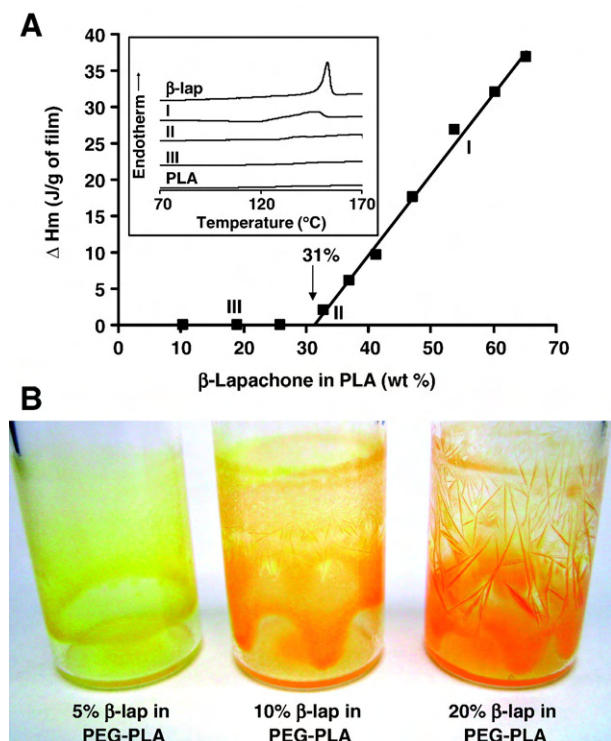 A
40
35
30
25
20
15
10
5
0
Δ Hm (J/g of film)
β-lap
I
II
III
PLA
Endotherm →
70 120 170
Temperature (°C)
31%
I
II
III
0 10 20 30 40 50 60 70
β-Lapachone in PLA (wt %)
B
5% β-lap in
PEG-PLA
10% β-lap in
PEG-PLA
20% β-lap in
PEG-PLA